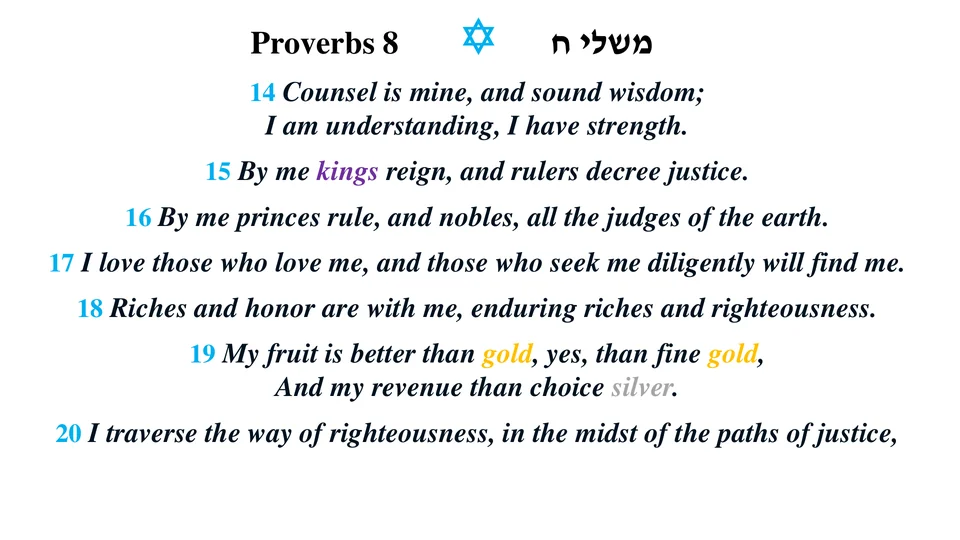 Proverbs 8 משלי ח
14 Counsel is mine, and sound wisdom;
I am understanding, I have strength.
15 By me kings reign, and rulers decree justice.
16 By me princes rule, and nobles, all the judges of the earth.
17 I love those who love me, and those who seek me diligently will find me.
18 Riches and honor are with me, enduring riches and righteousness.
19 My fruit is better than gold, yes, than fine gold,
And my revenue than choice silver.
20 I traverse the way of righteousness, in the midst of the paths of justice,